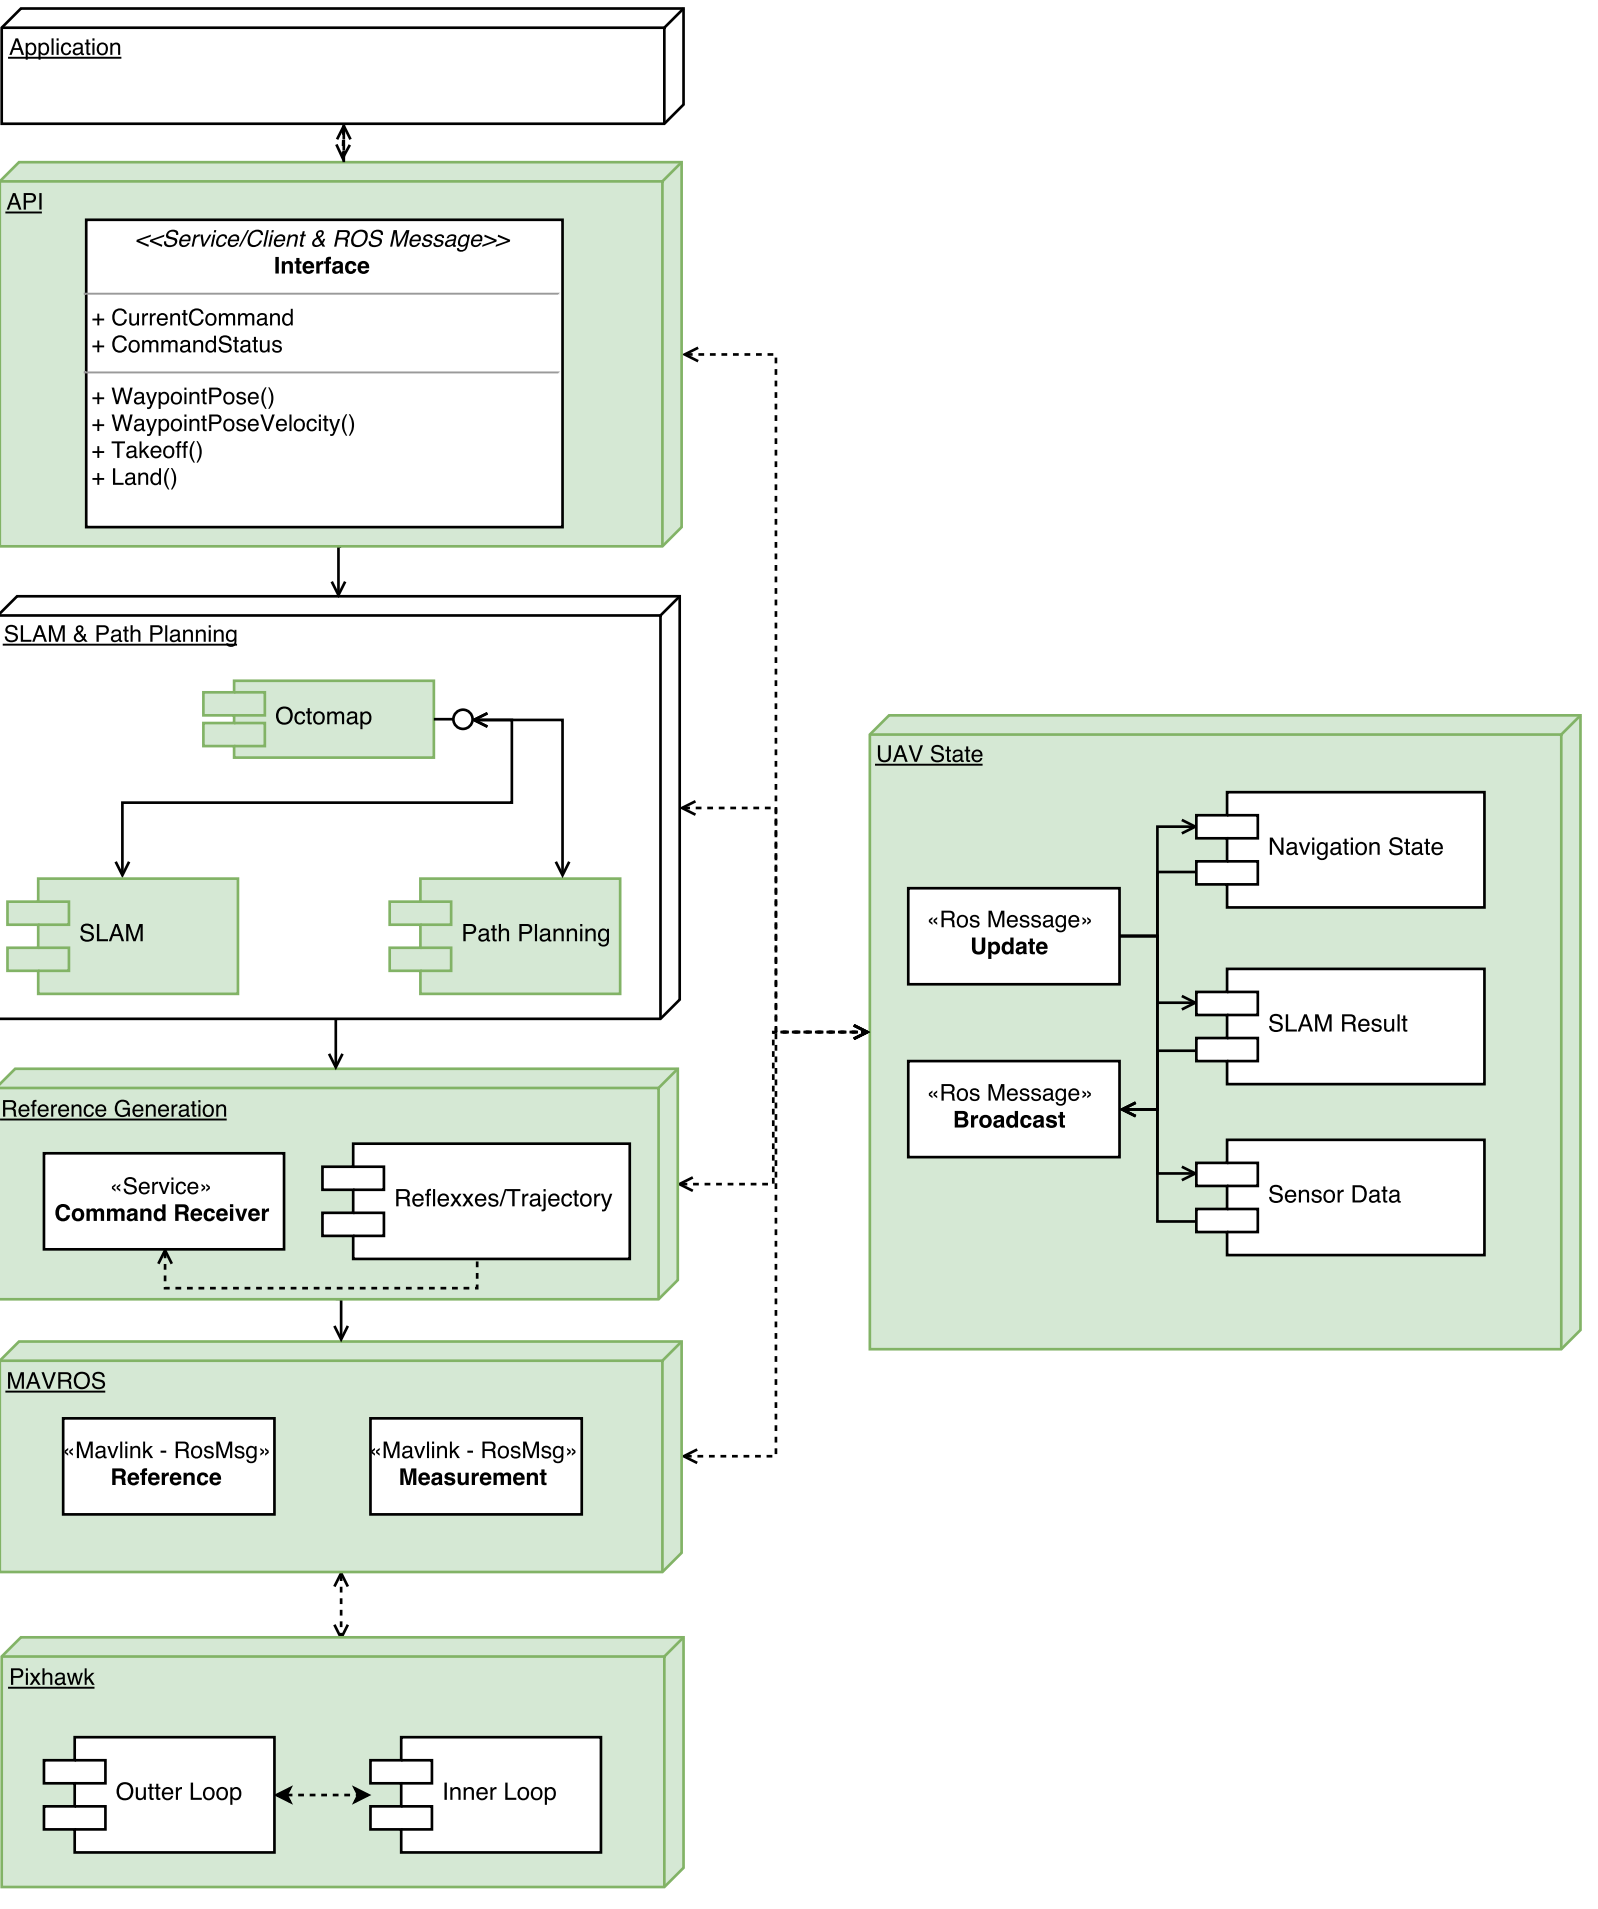 Application
API
<<Service/Client & ROS Message>>
Interface
+ CurrentCommand
+ CommandStatus
+ WaypointPose()
+ WaypointPoseVelocity()
+ Takeoff()
+ Land()
SLAM & Path Planning
Octomap
SLAM
Path Planning
Reference Generation
«Service»
Command Receiver
Reflexxes/Trajectory
MAVROS
«Mavlink - RosMsg»
Reference
«Mavlink - RosMsg»
Measurement
Pixhawk
Outter Loop
Inner Loop
UAV State
Navigation State
«Ros Message»
Update
SLAM Result
«Ros Message»
Broadcast
Sensor Data